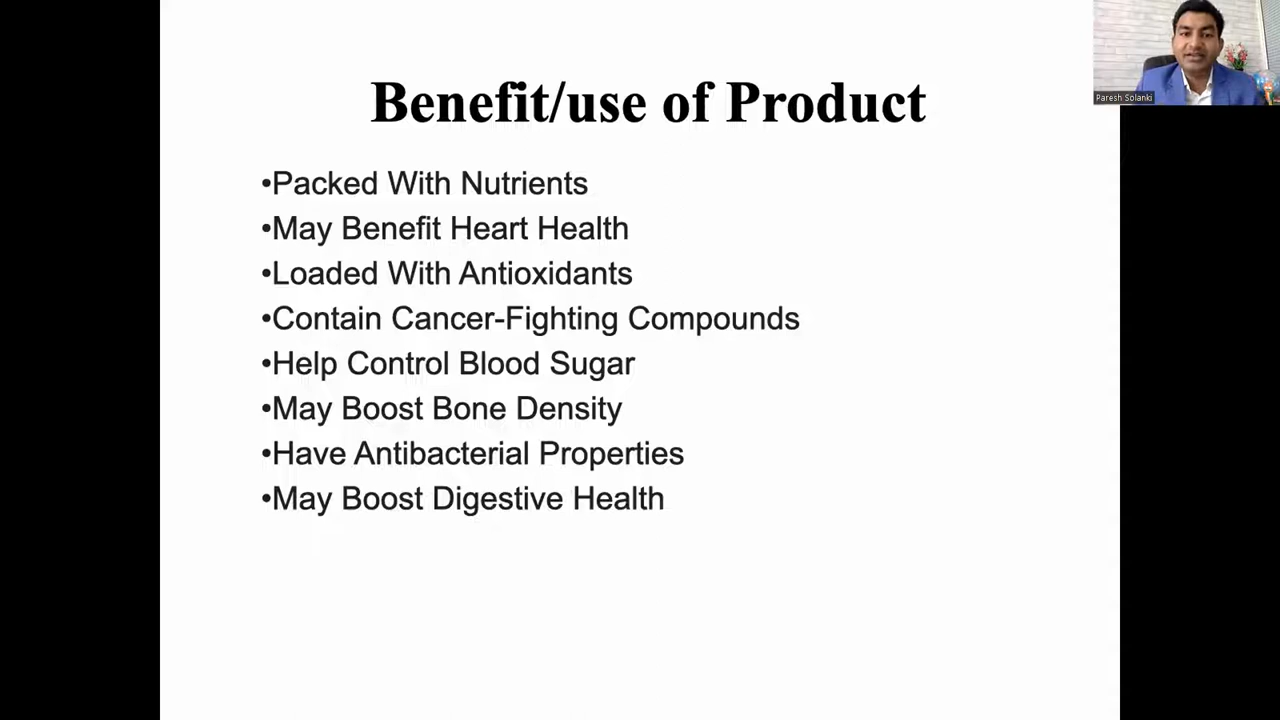 Benefit/use of Product
•Packed With Nutrients
•May Benefit Heart Health
•Loaded With Antioxidants
•Contain Cancer-Fighting Compounds
•Help Control Blood Sugar
•May Boost Bone Density
•Have Antibacterial Properties
•May Boost Digestive Health
Paresh Solanki